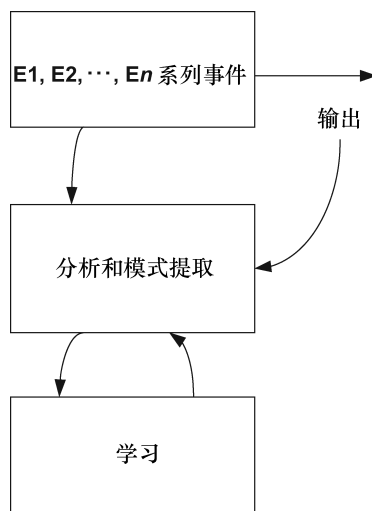 E1, E2, ···, En 系列事件
输出
分析和模式提取
学习